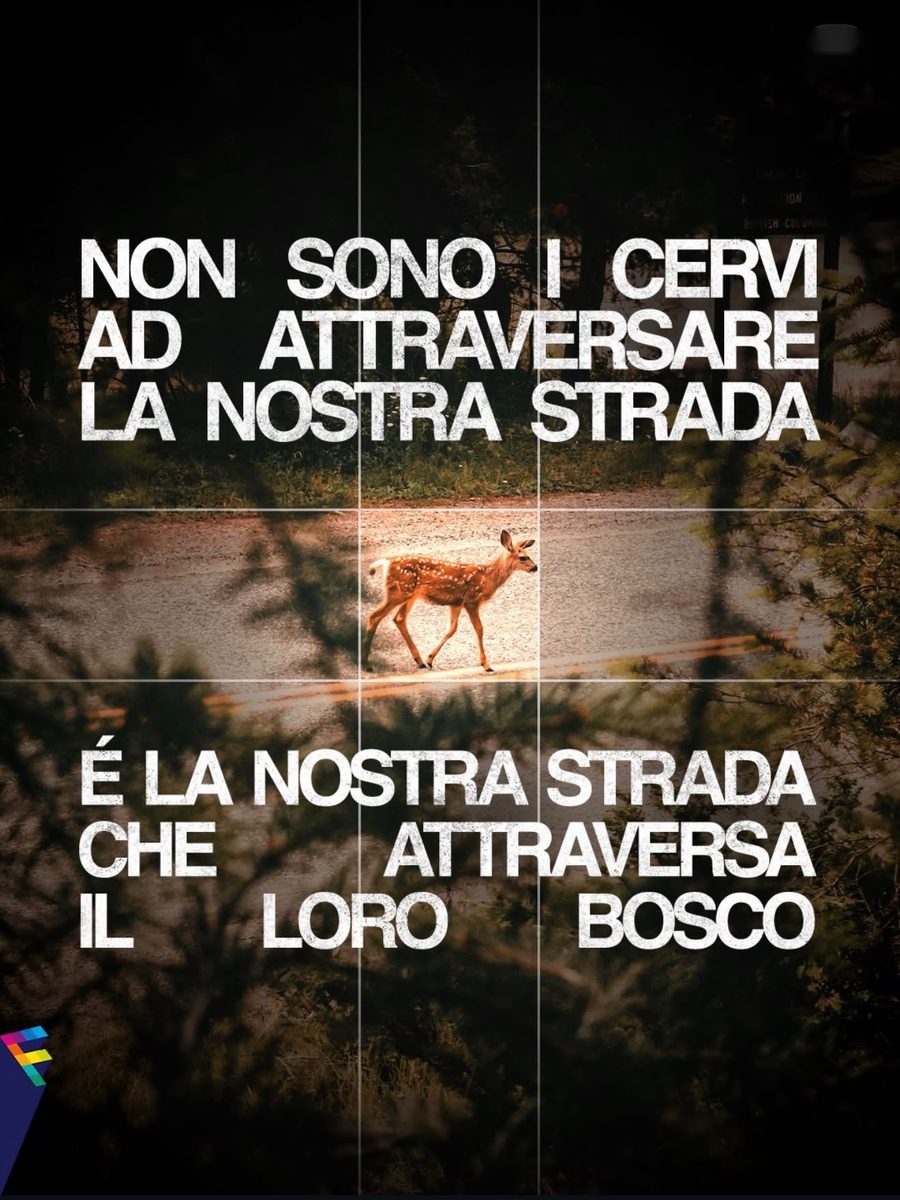 NON SONO I CERVI
AD ATTRAVERSARE
LA NOSTRA STRADA
É LA NOSTRA STRADA
CHE ATTRAVERSA
IL LORO BOSCO